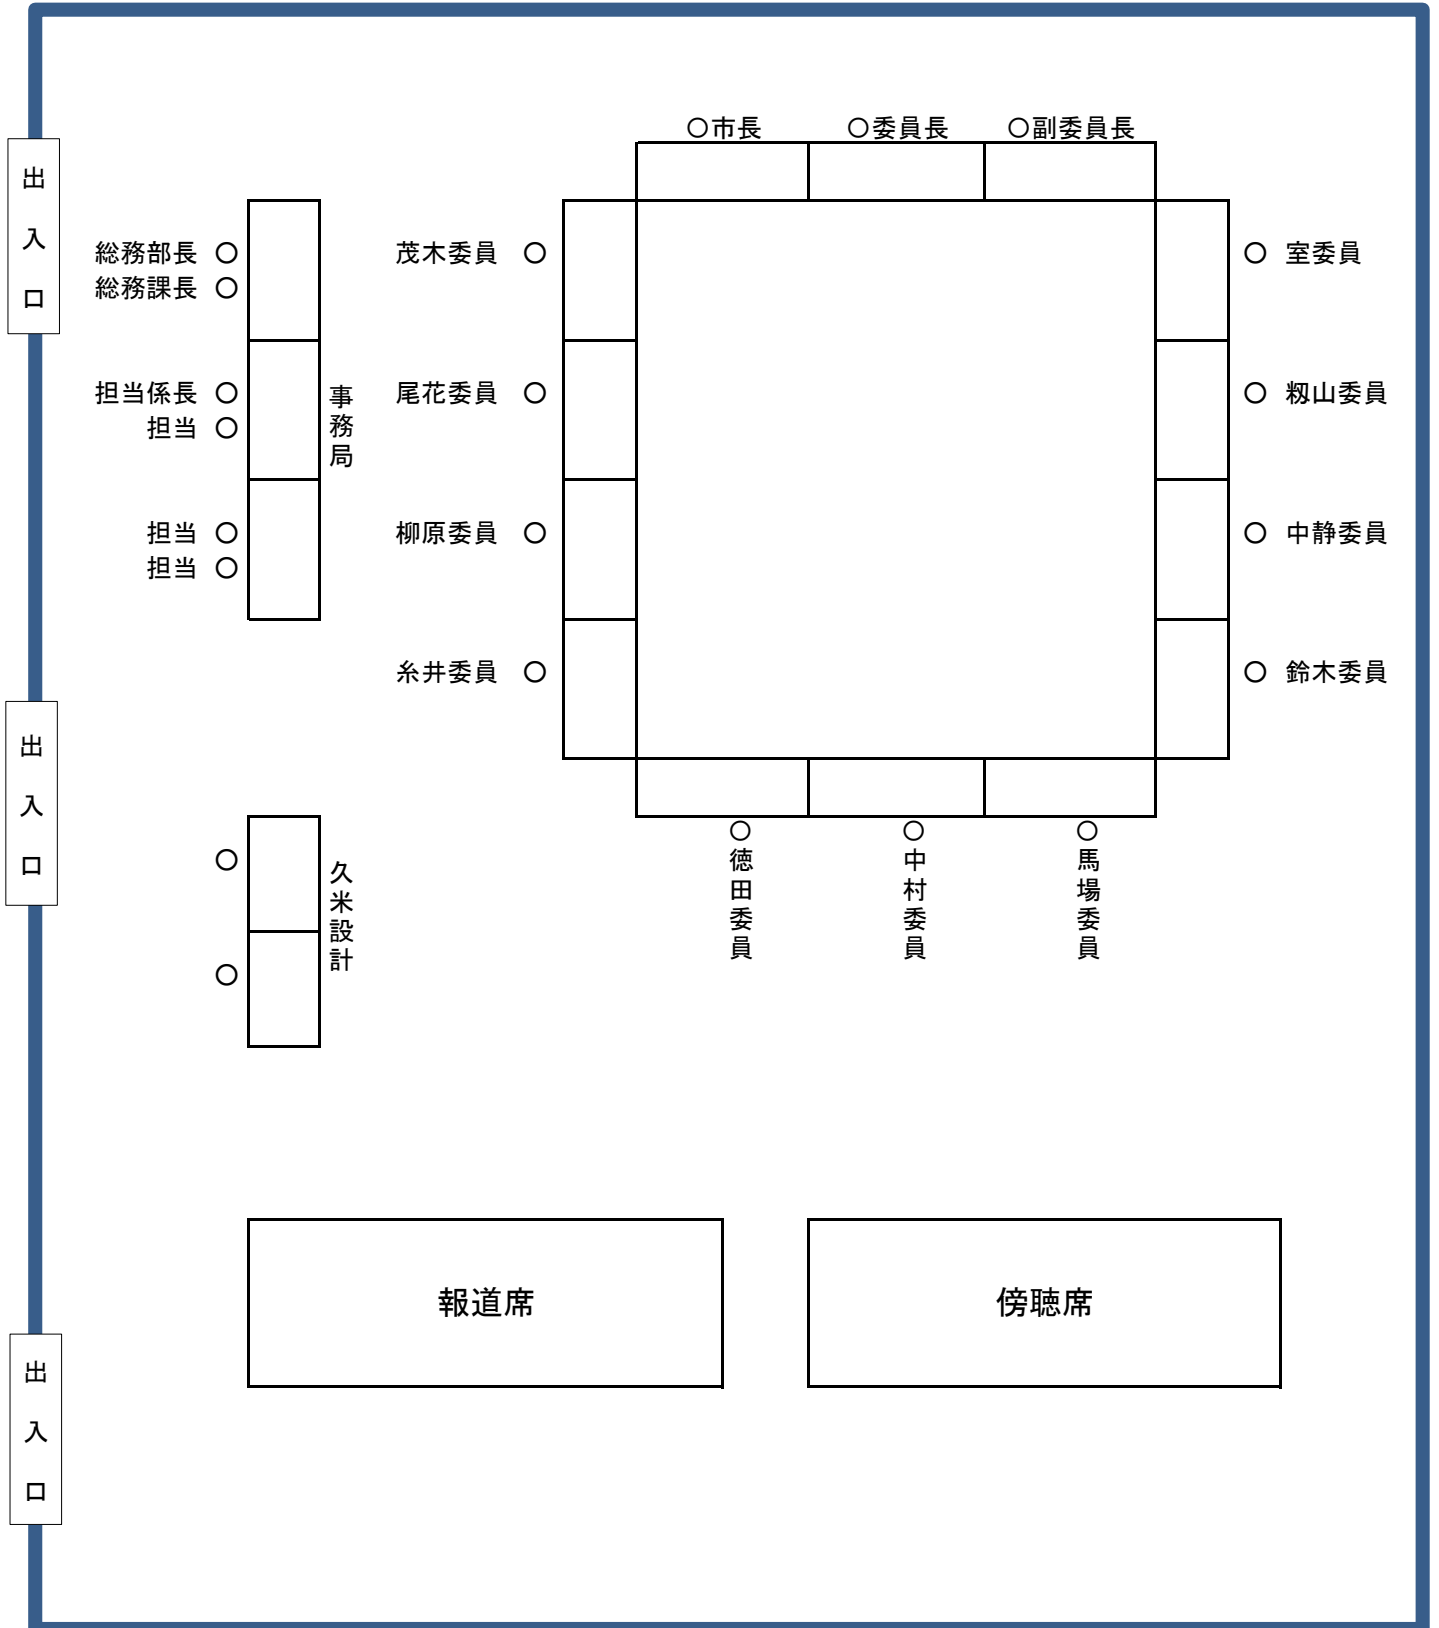 ○市長 ○委員長 ○副委員長
出入口
総務部長 ○
総務課長 ○
担当係長 ○
担当 ○
担当 ○
担当 ○
事務局
茂木委員 ○
尾花委員 ○
柳原委員 ○
糸井委員 ○
○ 室委員
○ 籾山委員
○ 中静委員
○ 鈴木委員
出入口
○
○
久米設計
○徳田委員
○中村委員
○馬場委員
報道席
傍聴席
出入口